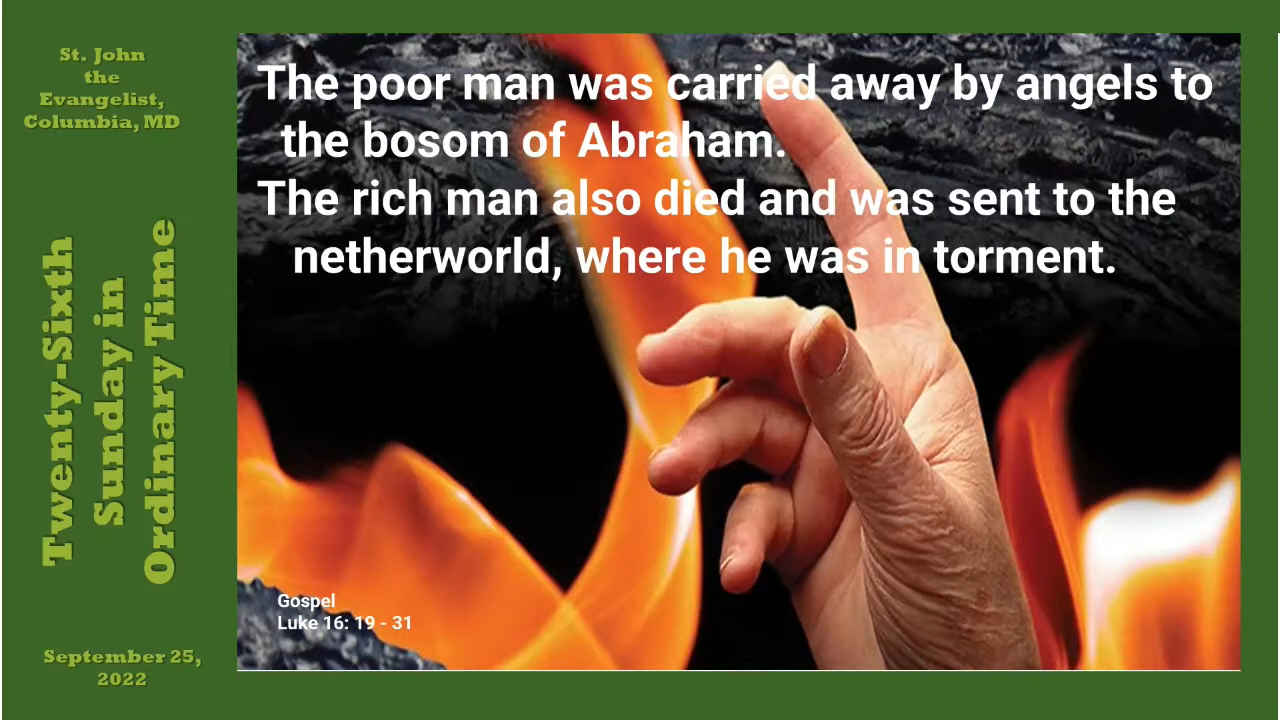 St. John
the
Evangelist,
Columbia, MD
Twenty-Sixth
Sunday in
Ordinary Time
September 25,
2022
The poor man was carried away by angels to
the bosom of Abraham.
The rich man also died and was sent to the
netherworld, where he was in torment.
Gospel
Luke 16: 19 - 31